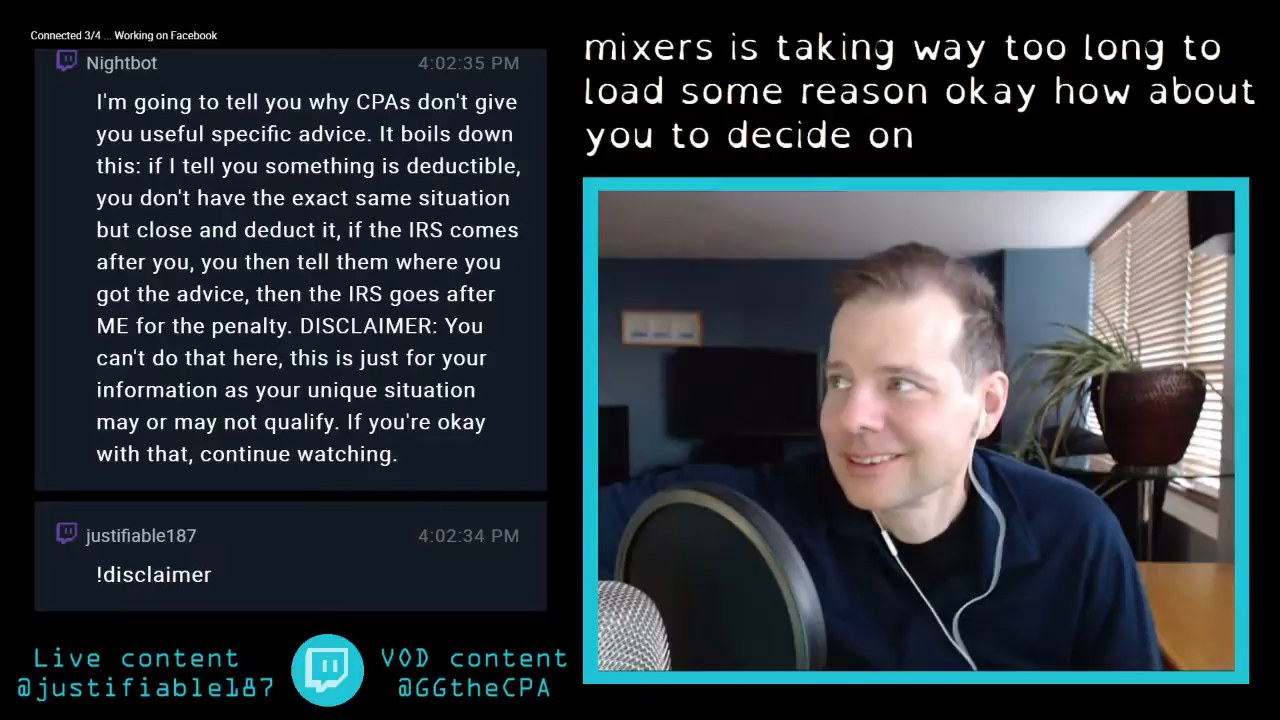 Connected 3/4 ... Working on Facebook
Nightbot 4:02:35 PM
I'm going to tell you why CPAs don't give
you useful specific advice. It boils down
this: if I tell you something is deductible,
you don't have the exact same situation
but close and deduct it, if the IRS comes
after you, you then tell them where you
got the advice, then the IRS goes after
ME for the penalty. DISCLAIMER: You
can't do that here, this is just for your
information as your unique situation
may or may not qualify. If you're okay
with that, continue watching.
justifiable187 4:02:34 PM
!disclaimer
Live content
@justifiable187
VOD content
@GGtheCPA
mixers is taking way too long to
load some reason okay how about
you to decide on